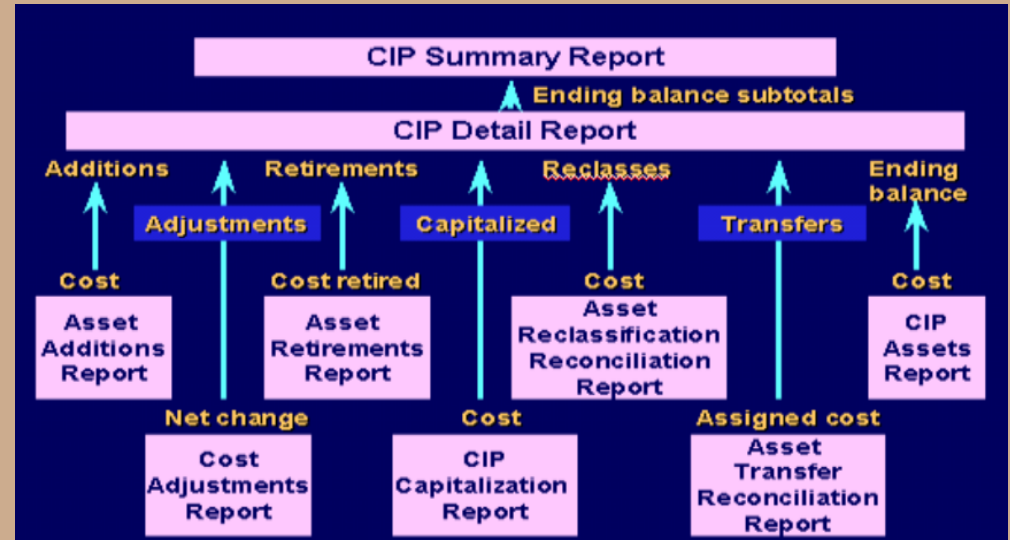 CIP Summary Report
Ending balance subtotals
CIP Detail Report
Additions
Retirements
Reclasses
Ending
balance
Adjustments
Capitalized
Transfers
Cost
Cost retired
Cost
Cost
Asset
Additions
Report
Asset
Retirements
Report
Asset
Reclassification
Reconciliation
Report
CIP
Assets
Report
Net change
Cost
Assigned cost
Cost
Adjustments
Report
CIP
Capitalization
Report
Asset
Transfer
Reconciliation
Report